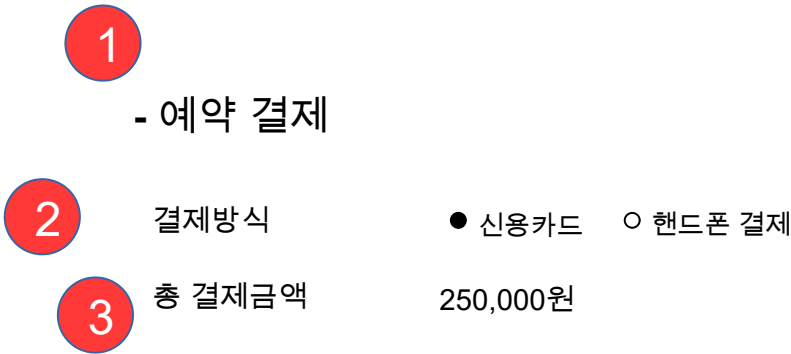 1
- 예약 결제
2 결제방식 ● 신용카드 ○ 핸드폰 결제
3 총 결제금액 250,000원